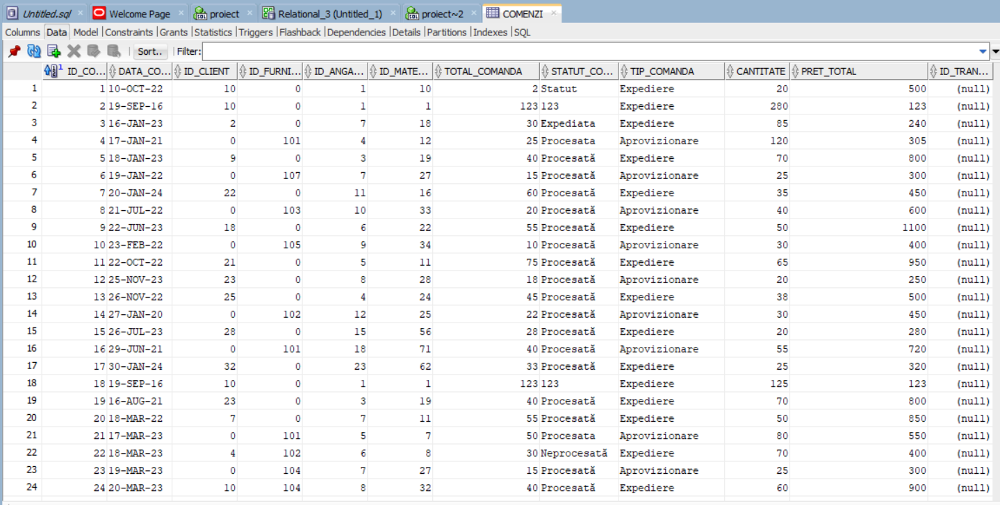 Untitled.sql × Welcome Page × proiect × Relational_3 (Untitled_1) × proiect~2 × COMENZI ×
Columns Data Model |Constraints |Grants |Statistics |Triggers |Flashback |Dependencies |Details |Partitions |Indexes |SQL
Sort.. Filter:
ID_CO... DATA_CO... ID_CLIENT ID_FURNI... ID_ANGA... ID_MATE... TOTAL_COMANDA STATUT_CO... TIP_COMANDA CANTITATE PRET_TOTAL ID_TRAN...
1 1 10-OCT-22 10 0 1 10 2 Statut Expediere 20 500 (null)
2 2 19-SEP-16 10 0 1 1 123 123 Expediere 280 123 (null)
3 3 16-JAN-23 2 0 7 18 30 Expediata Expediere 85 240 (null)
4 4 17-JAN-21 0 101 4 12 25 Procesata Aprovizionare 120 305 (null)
5 5 18-JAN-23 9 0 3 19 40 Procesată Expediere 70 800 (null)
6 6 19-JAN-22 0 107 7 27 15 Procesată Aprovizionare 25 300 (null)
7 7 20-JAN-24 22 0 11 16 60 Procesată Expediere 35 450 (null)
8 8 21-JUL-22 0 103 10 33 20 Procesată Aprovizionare 40 600 (null)
9 9 22-JUN-23 18 0 6 22 55 Procesată Expediere 50 1100 (null)
10 10 23-FEB-22 0 105 9 34 10 Procesată Aprovizionare 30 400 (null)
11 11 22-OCT-22 21 0 5 11 75 Procesată Expediere 65 950 (null)
12 12 25-NOV-23 23 0 8 28 18 Procesată Aprovizionare 20 250 (null)
13 13 26-NOV-22 25 0 4 24 45 Procesată Expediere 38 500 (null)
14 14 27-JAN-20 0 102 12 25 22 Procesată Aprovizionare 30 450 (null)
15 15 26-JUL-23 28 0 15 56 28 Procesată Expediere 20 280 (null)
16 16 29-JUN-21 0 101 18 71 40 Procesată Aprovizionare 55 720 (null)
17 17 30-JAN-24 32 0 23 62 33 Procesată Expediere 25 320 (null)
18 18 19-SEP-16 10 0 1 1 123 123 Expediere 125 123 (null)
19 19 16-AUG-21 23 0 3 19 40 Procesată Expediere 70 800 (null)
20 20 18-MAR-22 7 0 7 11 55 Procesată Expediere 50 850 (null)
21 21 17-MAR-23 0 101 5 7 50 Procesata Aprovizionare 80 550 (null)
22 22 18-MAR-23 4 102 6 8 30 Neprocesată Expediere 70 400 (null)
23 23 19-MAR-23 0 104 7 27 15 Procesată Aprovizionare 25 300 (null)
24 24 20-MAR-23 10 104 8 32 40 Procesată Expediere 60 900 (null)